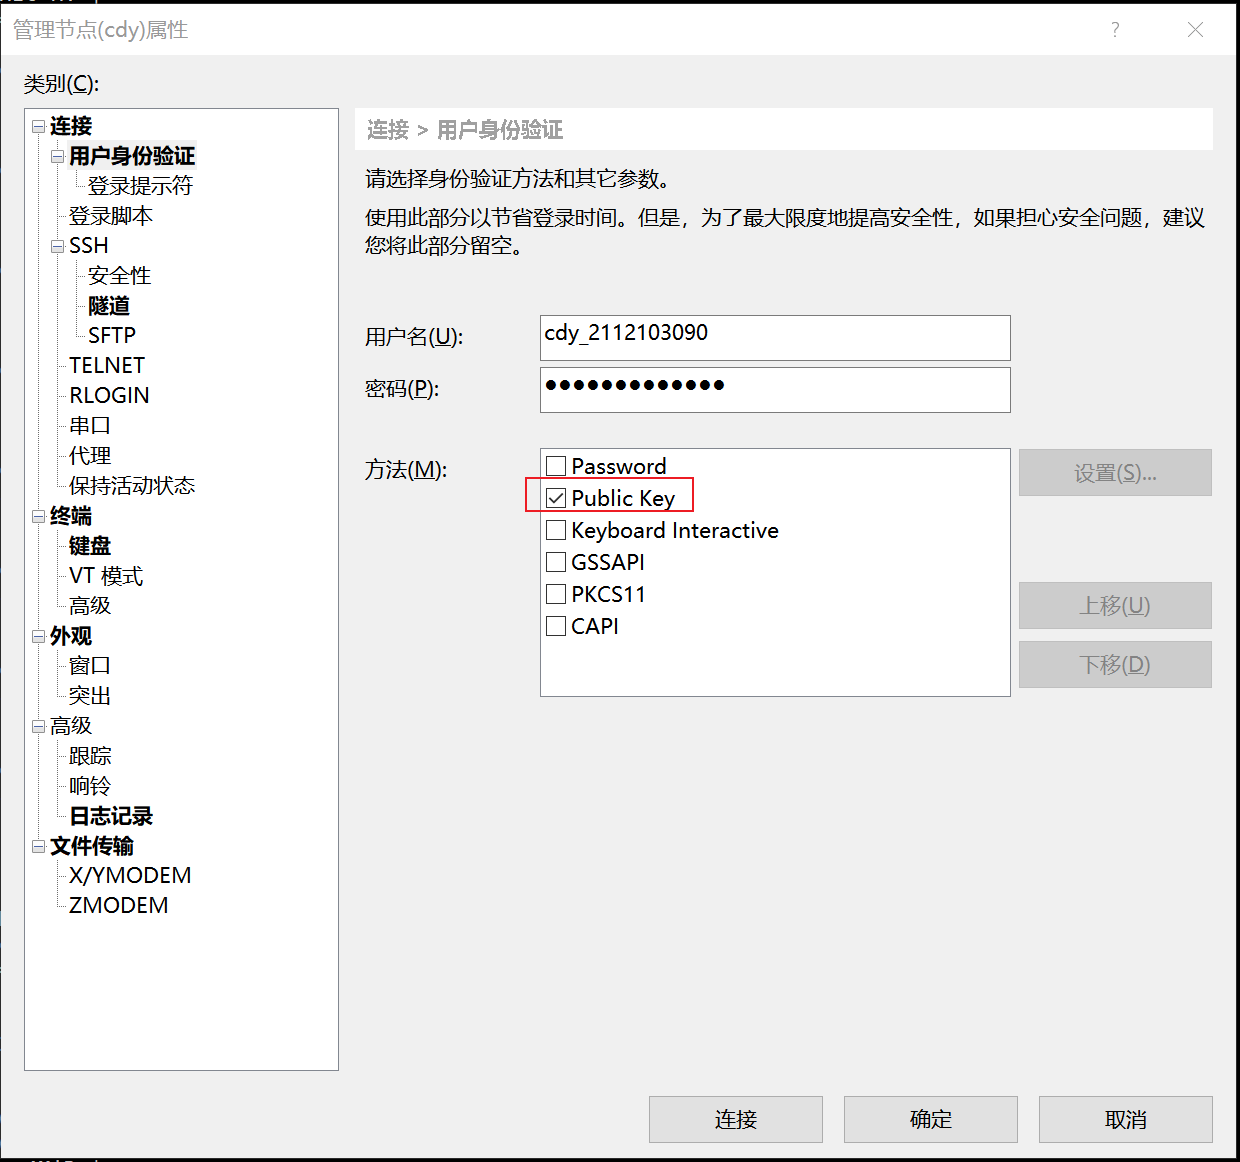 管理节点(cdy)属性
?
类别(C):
连接
用户身份验证
登录提示符
登录脚本
SSH
安全性
隧道
SFTP
TELNET
RLOGIN
串口
代理
保持活动状态
终端
键盘
VT 模式
高级
外观
窗口
突出
高级
跟踪
响铃
日志记录
文件传输
X/YMODEM
ZMODEM
连接 > 用户身份验证
请选择身份验证方法和其它参数。
使用此部分以节省登录时间。但是，为了最大限度地提高安全性，如果担心安全问题，建议
您将此部分留空。
用户名(U):
cdy_2112103090
密码(P):
●●●●●●●●●●●●●
方法(M):
Password
Public Key
Keyboard Interactive
GSSAPI
PKCS11
CAPI
设置(S)...
上移(U)
下移(D)
连接
确定
取消